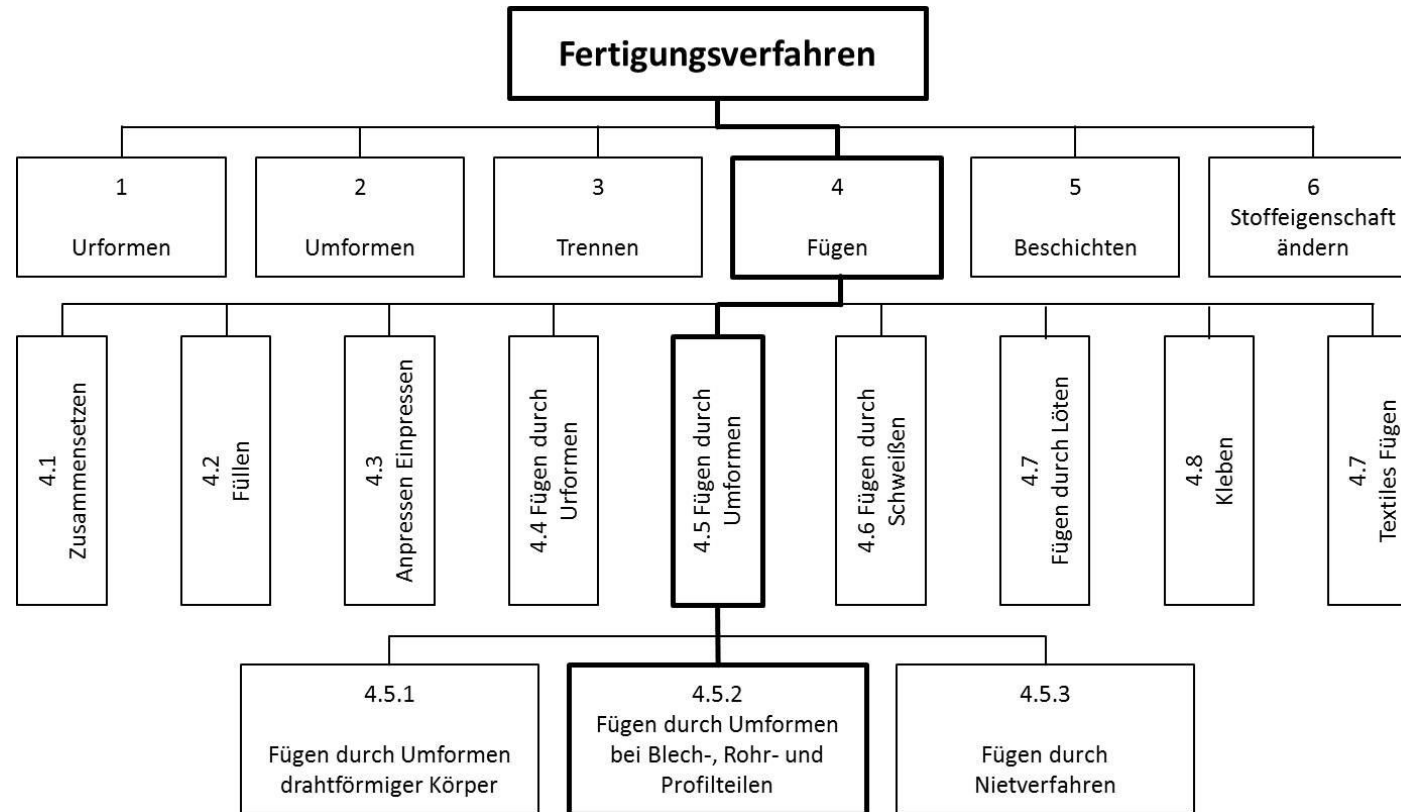 Fertigungsverfahren
1
Urformen
2
Umformen
3
Trennen
4
Fügen
5
Beschichten
6
Stoffeigenschaft
ändern
4.1
Zusammensetzen
4.2
Füllen
4.3
Anpressen Einpressen
4.4 Fügen durch
Urformen
4.5 Fügen durch
Umformen
4.6 Fügen durch
Schweißen
4.7
Fügen durch Löten
4.8
Kleben
4.7
Textiles Fügen
4.5.1
Fügen durch Umformen
drahtförmiger Körper
4.5.2
Fügen durch Umformen
bei Blech-, Rohr- und
Profilteilen
4.5.3
Fügen durch
Nietverfahren